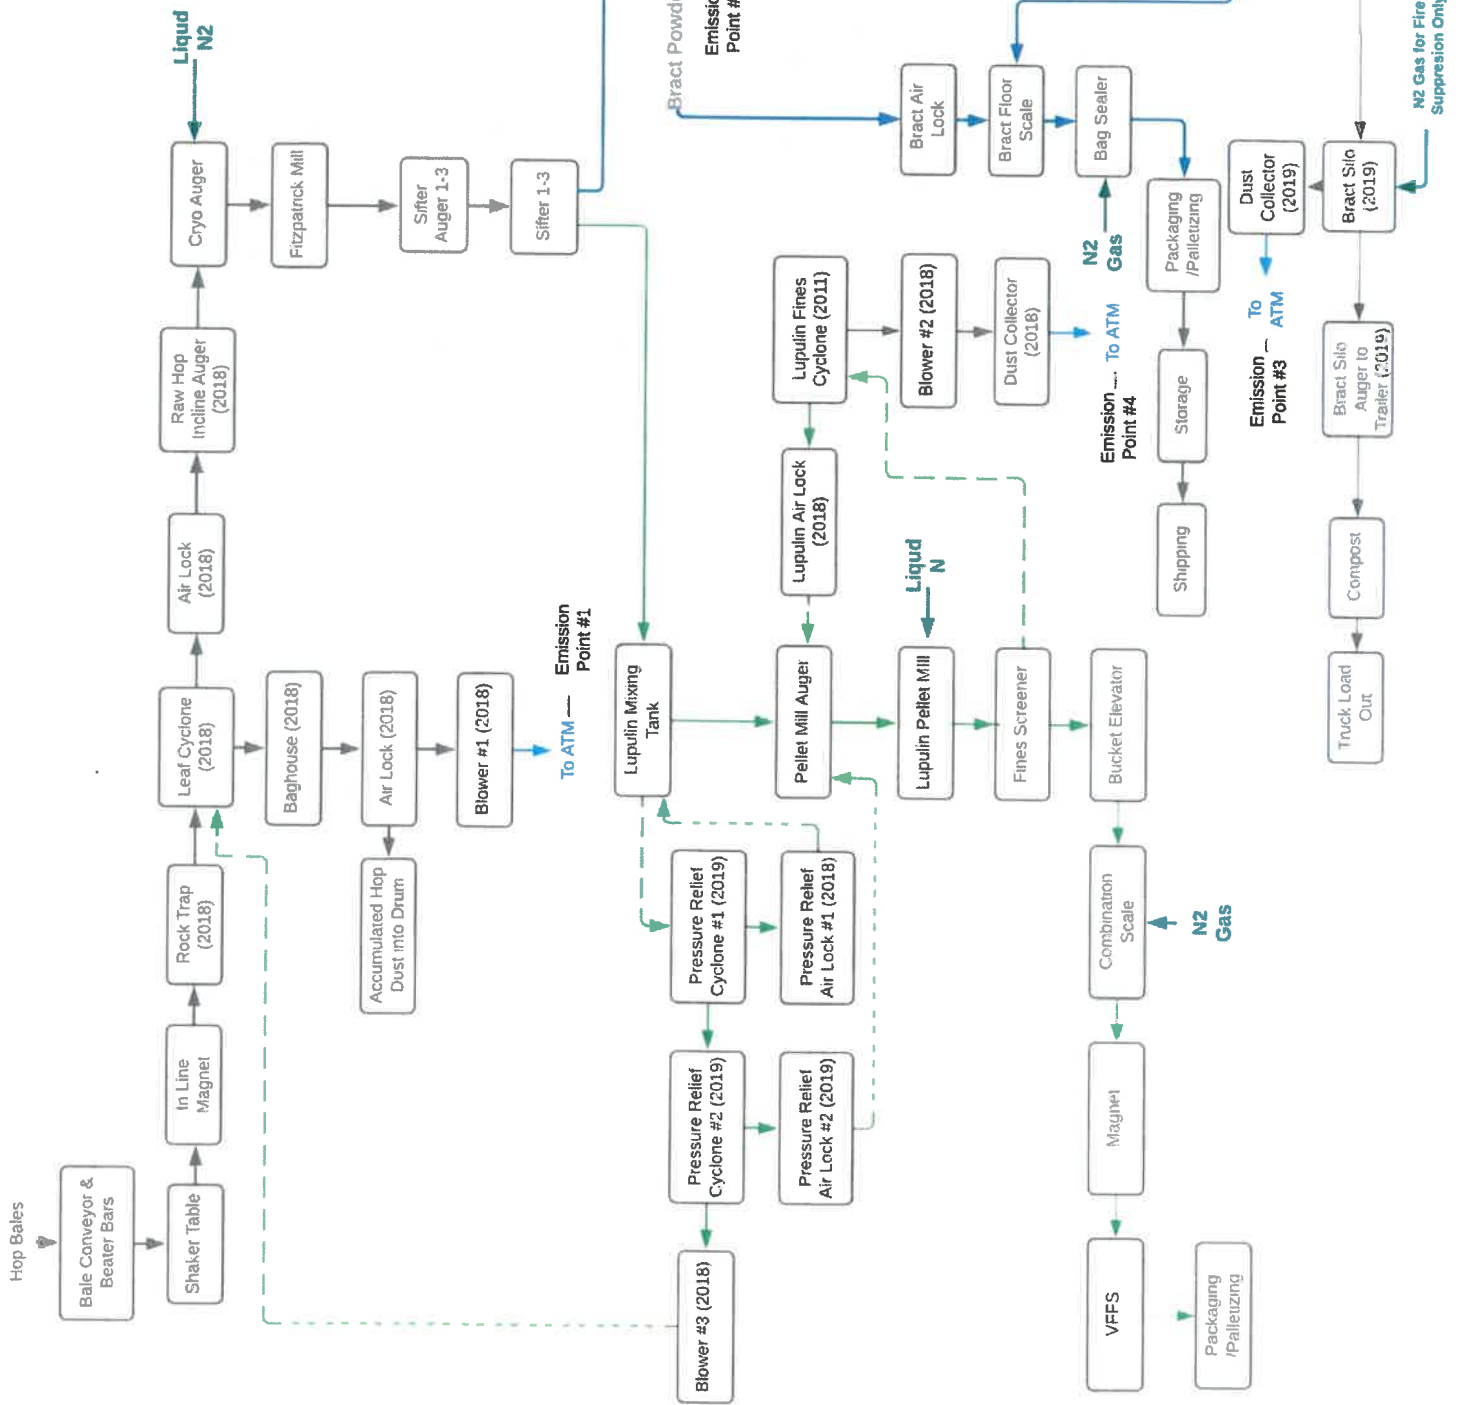 Hop Bales
Bale Conveyor &
Beater Bars
Shaker Table
In Line
Magnet
Rock Trap
(2018)
Leaf Cyclone
(2018)
Air Lock
(2018)
Raw Hop
Incline Auger
(2018)
Cryo Auger
Liqud
N2
Fitzpatrick Mill
Sifter
Auger 1-3
Sifter 1-3
Baghouse (2018)
Air Lock (2018)
Accumulated Hop
Dust into Drum
Blower #1 (2018)
To ATM
Emission
Point #1
Lupulin Mixing
Tank
Pressure Relief
Cyclone #1 (2019)
Pressure Relief
Air Lock #1 (2018)
Pressure Relief
Cyclone #2 (2019)
Pressure Relief
Air Lock #2 (2019)
Blower #3 (2018)
Pellet Mill Auger
Lupulin Air Lock
(2018)
Lupulin Fines
Cyclone (2011)
Blower #2 (2018)
Dust Collector
(2018)
To ATM
Emission
Point #4
Lupulin Pellet Mill
Liqud
N
Fines Screener
Bucket Elevator
Combination
Scale
N2
Gas
Magnet
VFFS
Packaging
/Palletizing
Bract Powd
Emissi
Point #
Bract Air
Lock
Bract Floor
Scale
Bag Sealer
N2
Gas
Packaging
/Palletizing
Storage
Shipping
Dust
Collector
(2019)
To
ATM
Emission
Point #3
Bract Silo
(2019)
N2 Gas for Fire
Suppresion Only
Bract Silo
Auger to
Trailer (2019)
Compost
Truck Load
Out